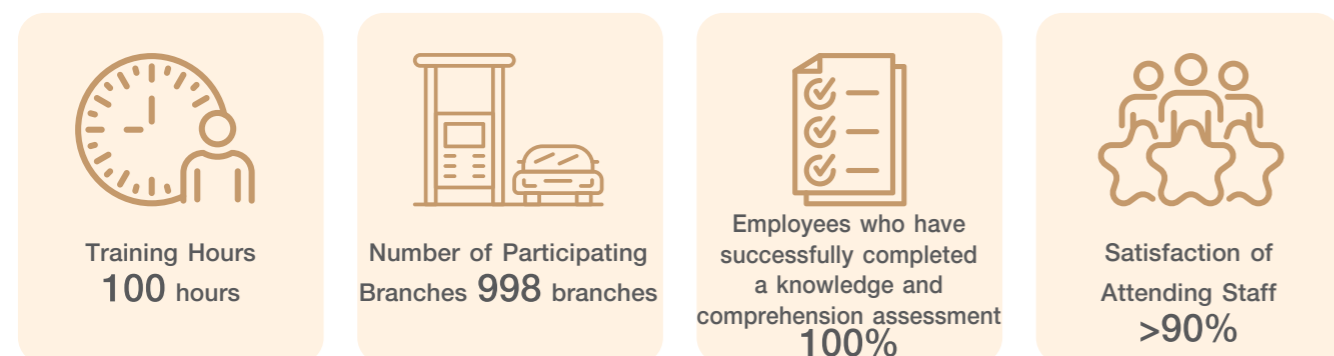 Training Hours
100 hours
Number of Participating
Branches 998 branches
Employees who have
successfully completed
a knowledge and
comprehension assessment
100%
Satisfaction of
Attending Staff
>90%